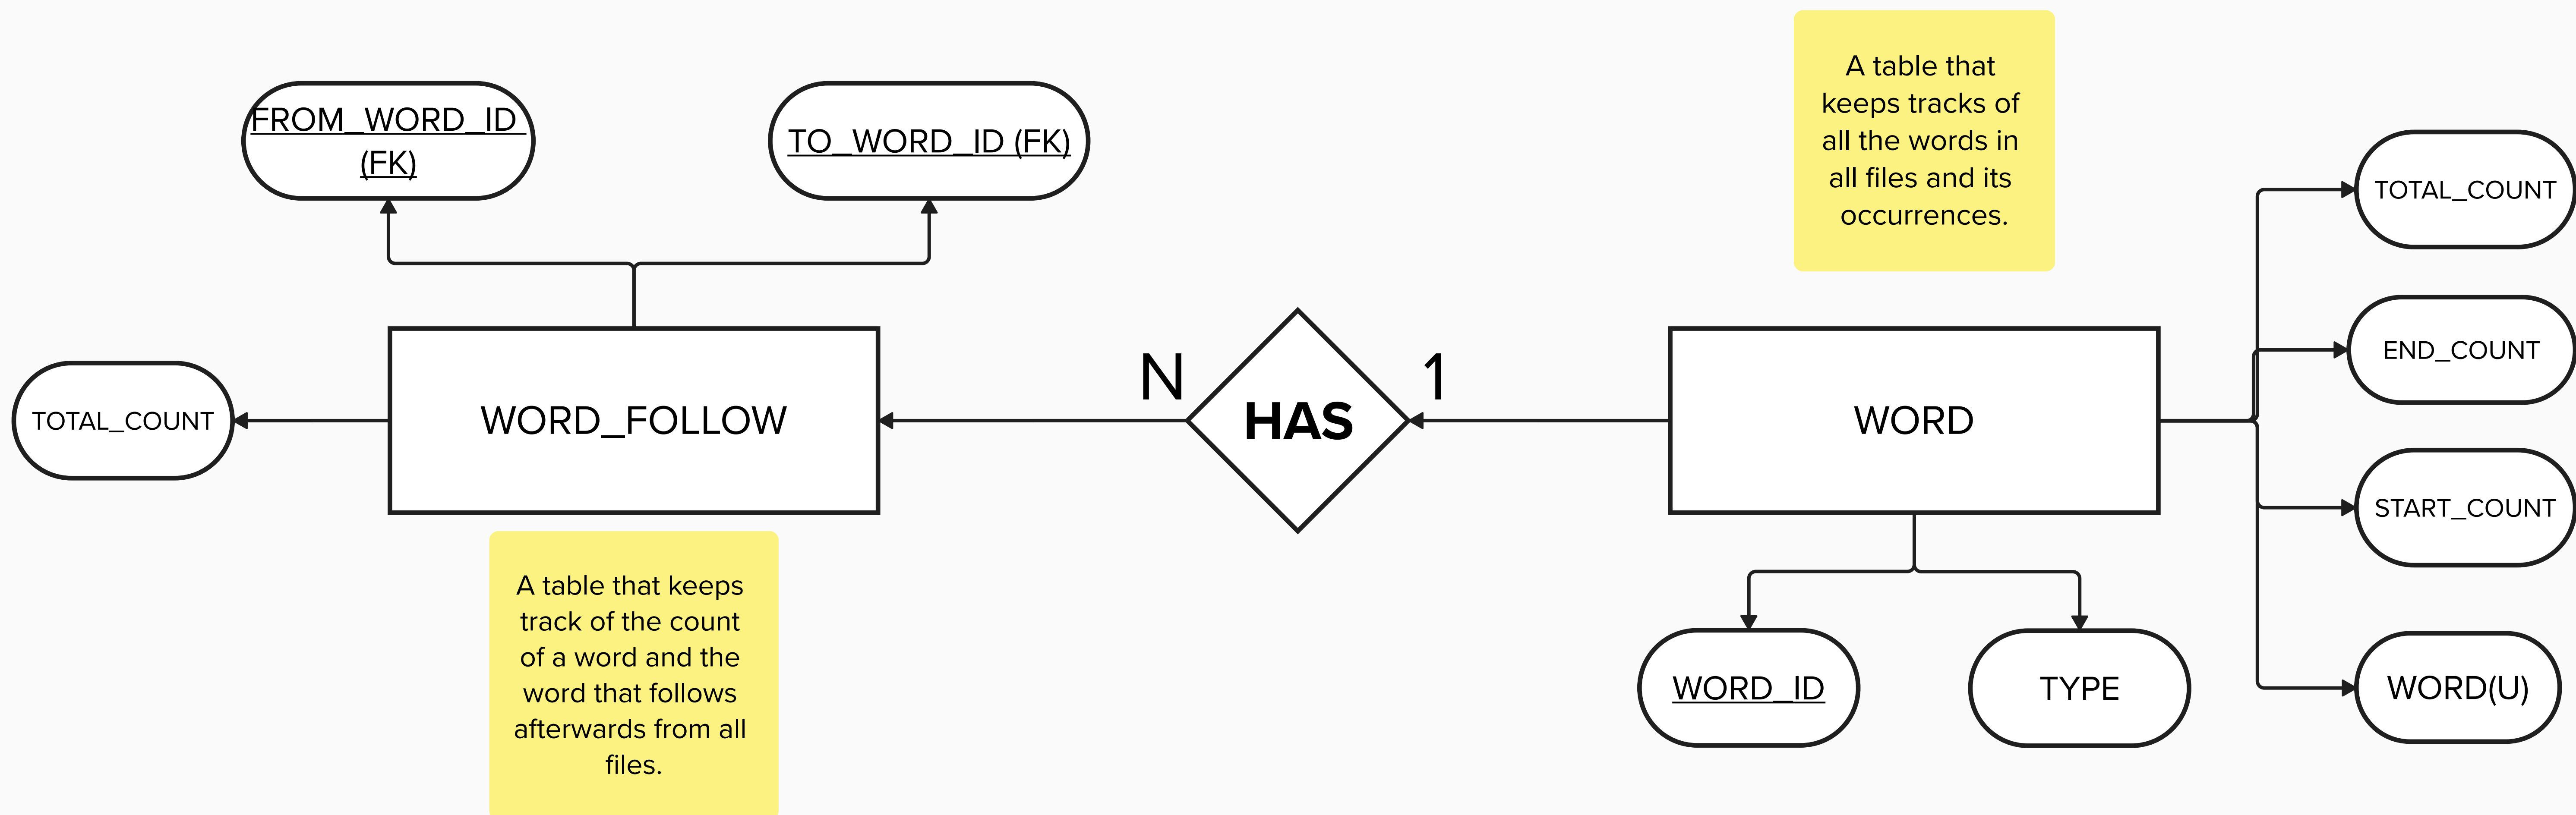 FROM_WORD_ID
(FK)
TO_WORD_ID (FK)
TOTAL_COUNT
WORD_FOLLOW
A table that keeps
track of the count
of a word and the
word that follows
afterwards from all
files.
N
HAS
1
A table that
keeps tracks of
all the words in
all files and its
occurrences.
WORD
WORD_ID
TYPE
TOTAL_COUNT
END_COUNT
START_COUNT
WORD(U)